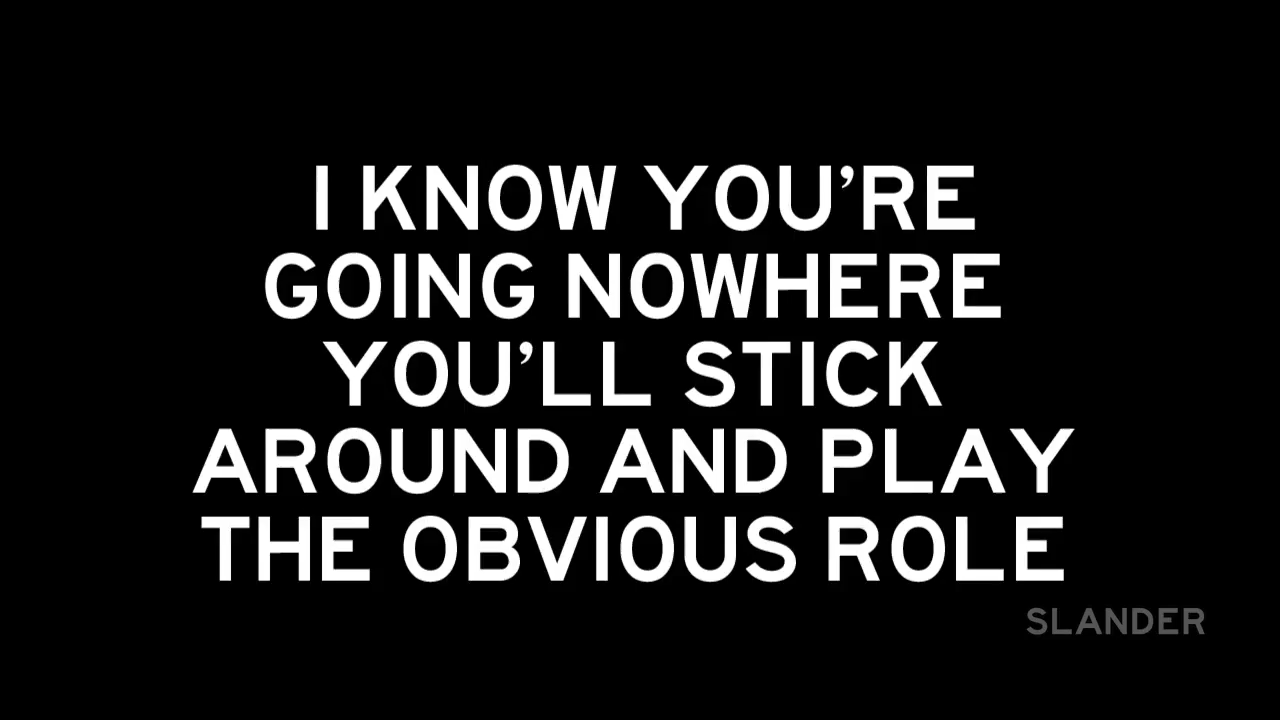 I KNOW YOU’RE
GOING NOWHERE
YOU’LL STICK
AROUND AND PLAY
THE OBVIOUS ROLE
SLANDER